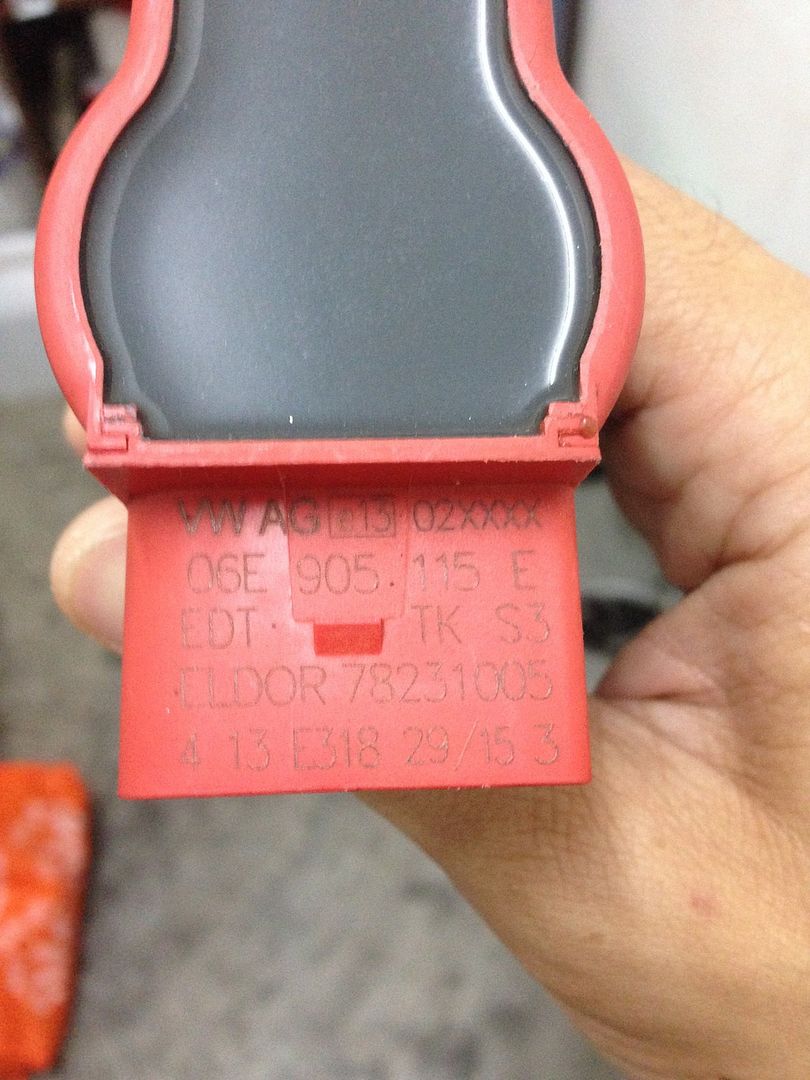 VW AG e13 02XXXX
06E 905 115 E
EDT TK S3
ELDOR 78231005
4 13 E318 29/15 3